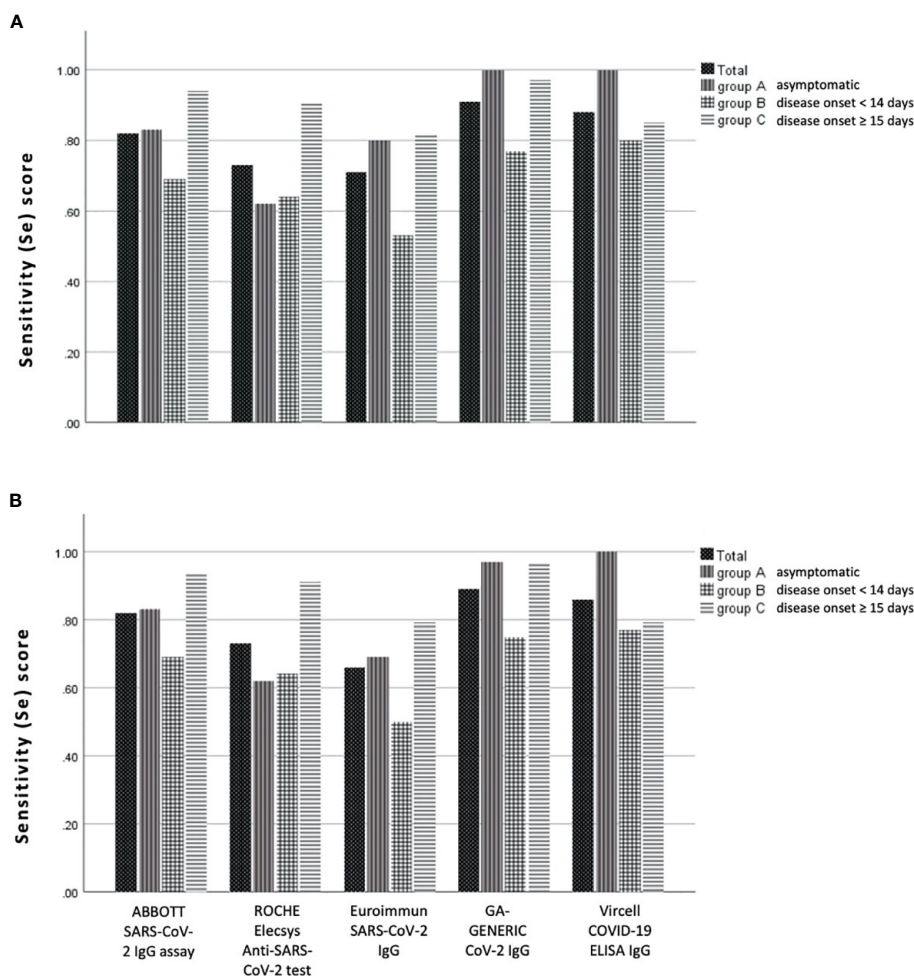 A
Sensitivity (Se) score
1.00
.80
.60
.40
.20
.00
Total
group A asymptomatic
group B disease onset < 14 days
group C disease onset ≥ 15 days
B
Sensitivity (Se) score
1.00
.80
.60
.40
.20
.00
Total
group A asymptomatic
group B disease onset < 14 days
group C disease onset ≥ 15 days
ABBOTT
SARS-CoV-
2 IgG assay
ROCHE
Elecsys
Anti-SARS-
CoV-2 test
Euroimmun
SARS-CoV-2
IgG
GA-
GENERIC
CoV-2 IgG
Vircell
COVID-19
ELISA IgG